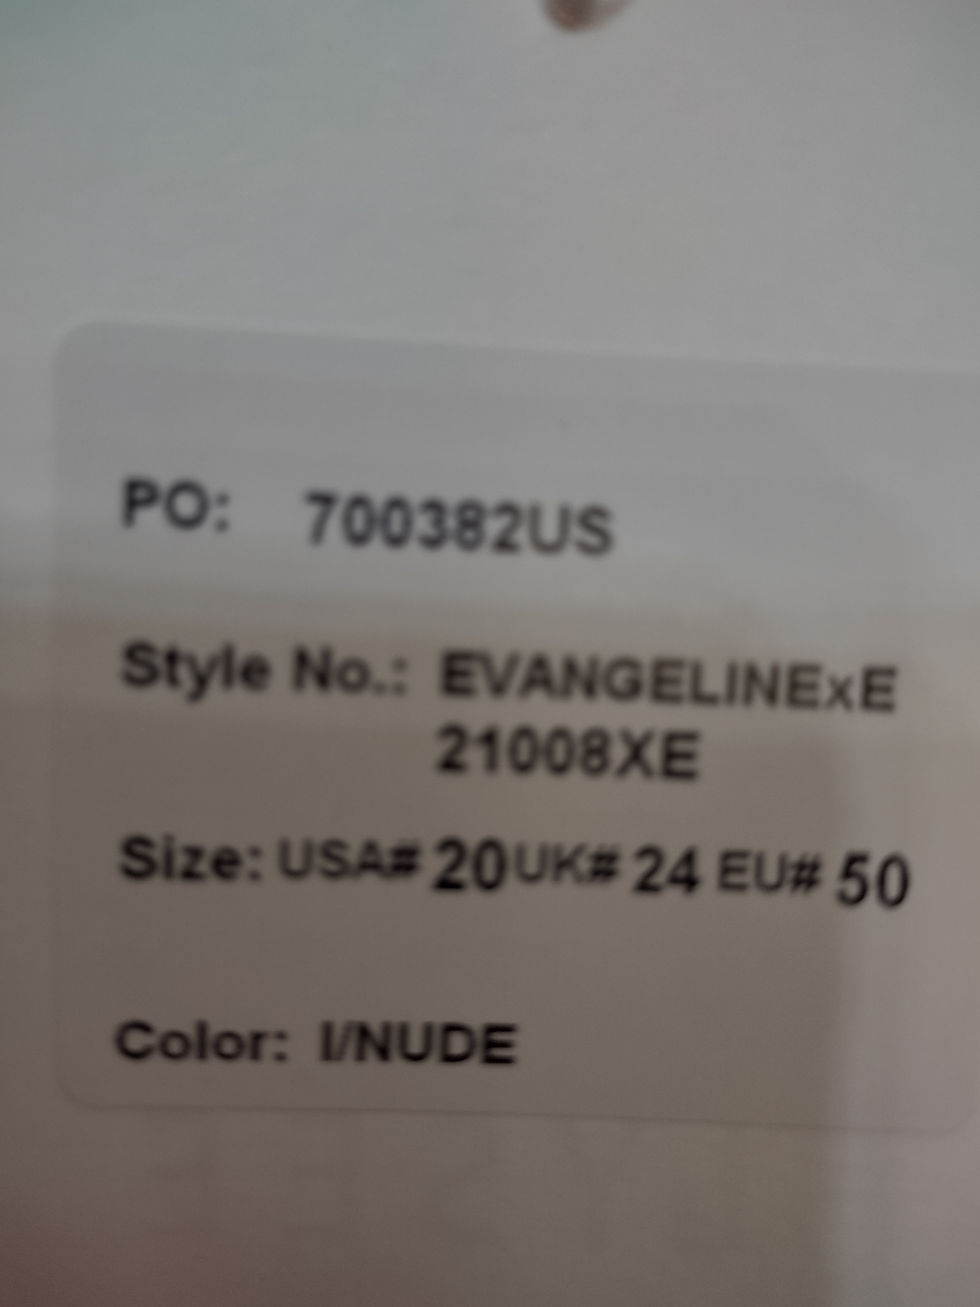 PO: 700382US
Style No.: EVANGELINExE
21008XE
Size: USA# 20 UK# 24 EU# 50
Color: I/NUDE